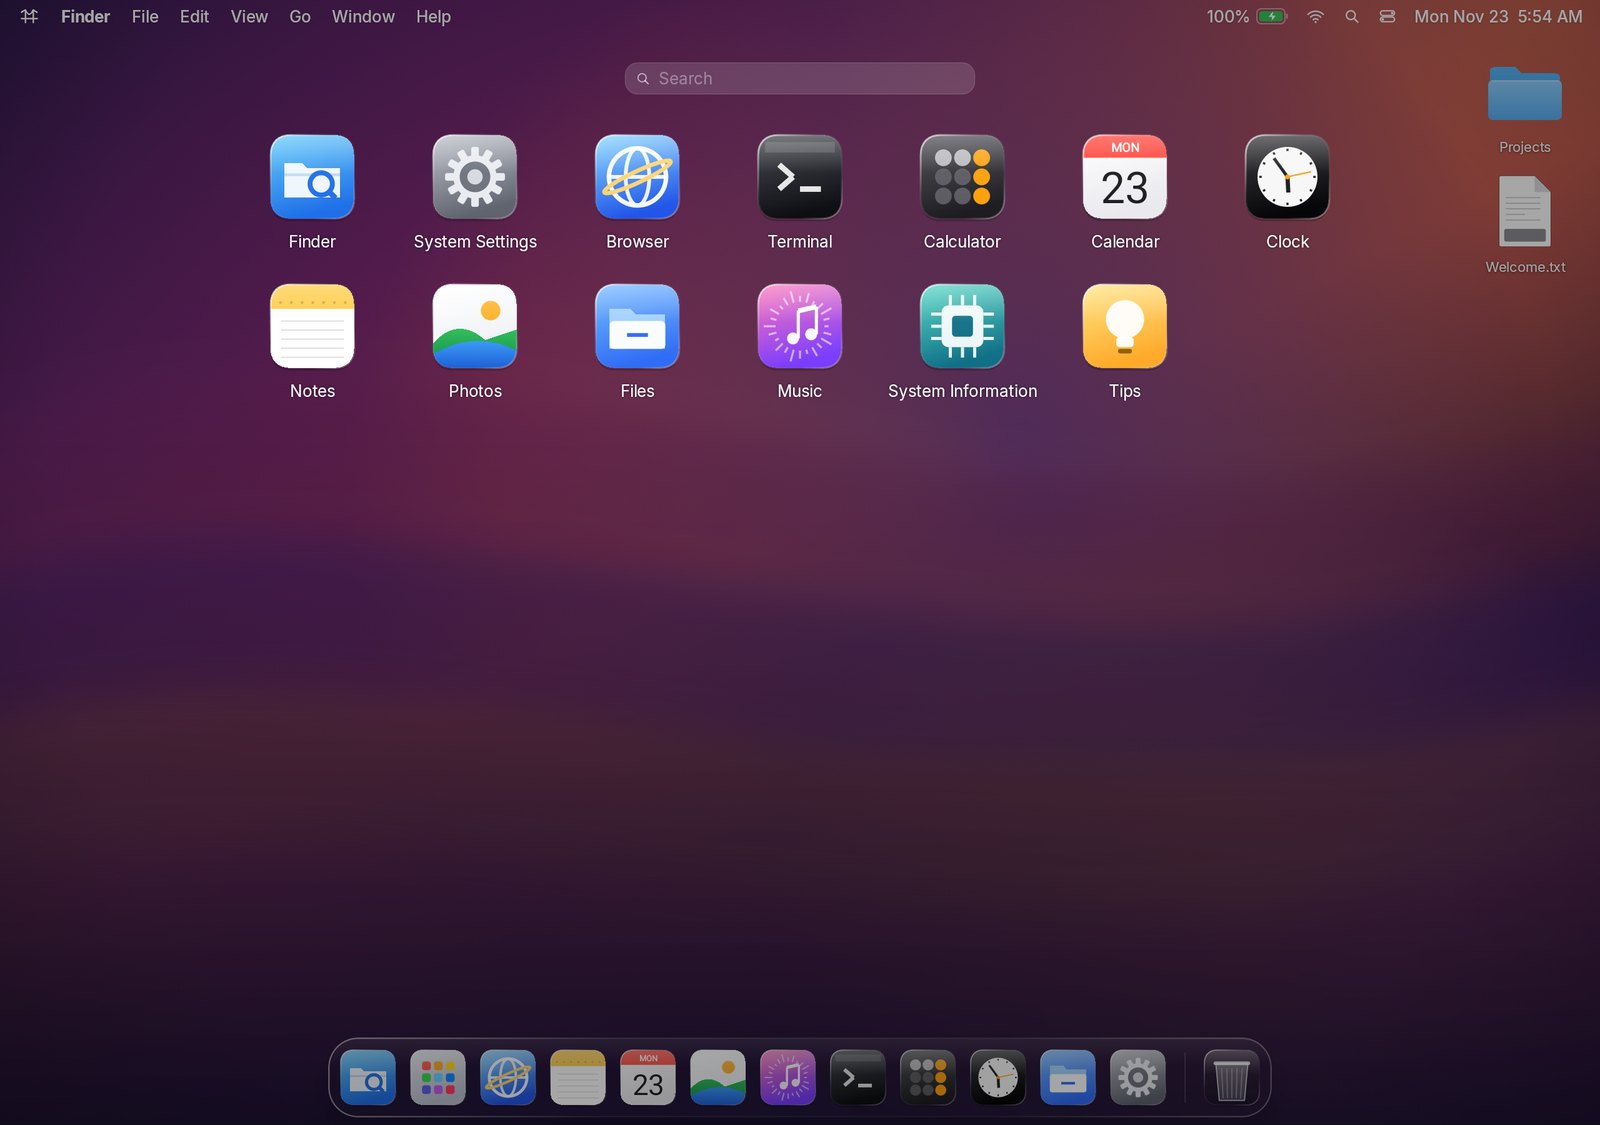 Finder File Edit View Go Window Help 100% Mon Nov 23 5:54 AM
Search
Projects
Welcome.txt
MON
23
Finder System Settings Browser Terminal Calculator Calendar Clock
Notes Photos Files Music System Information Tips
MON
23